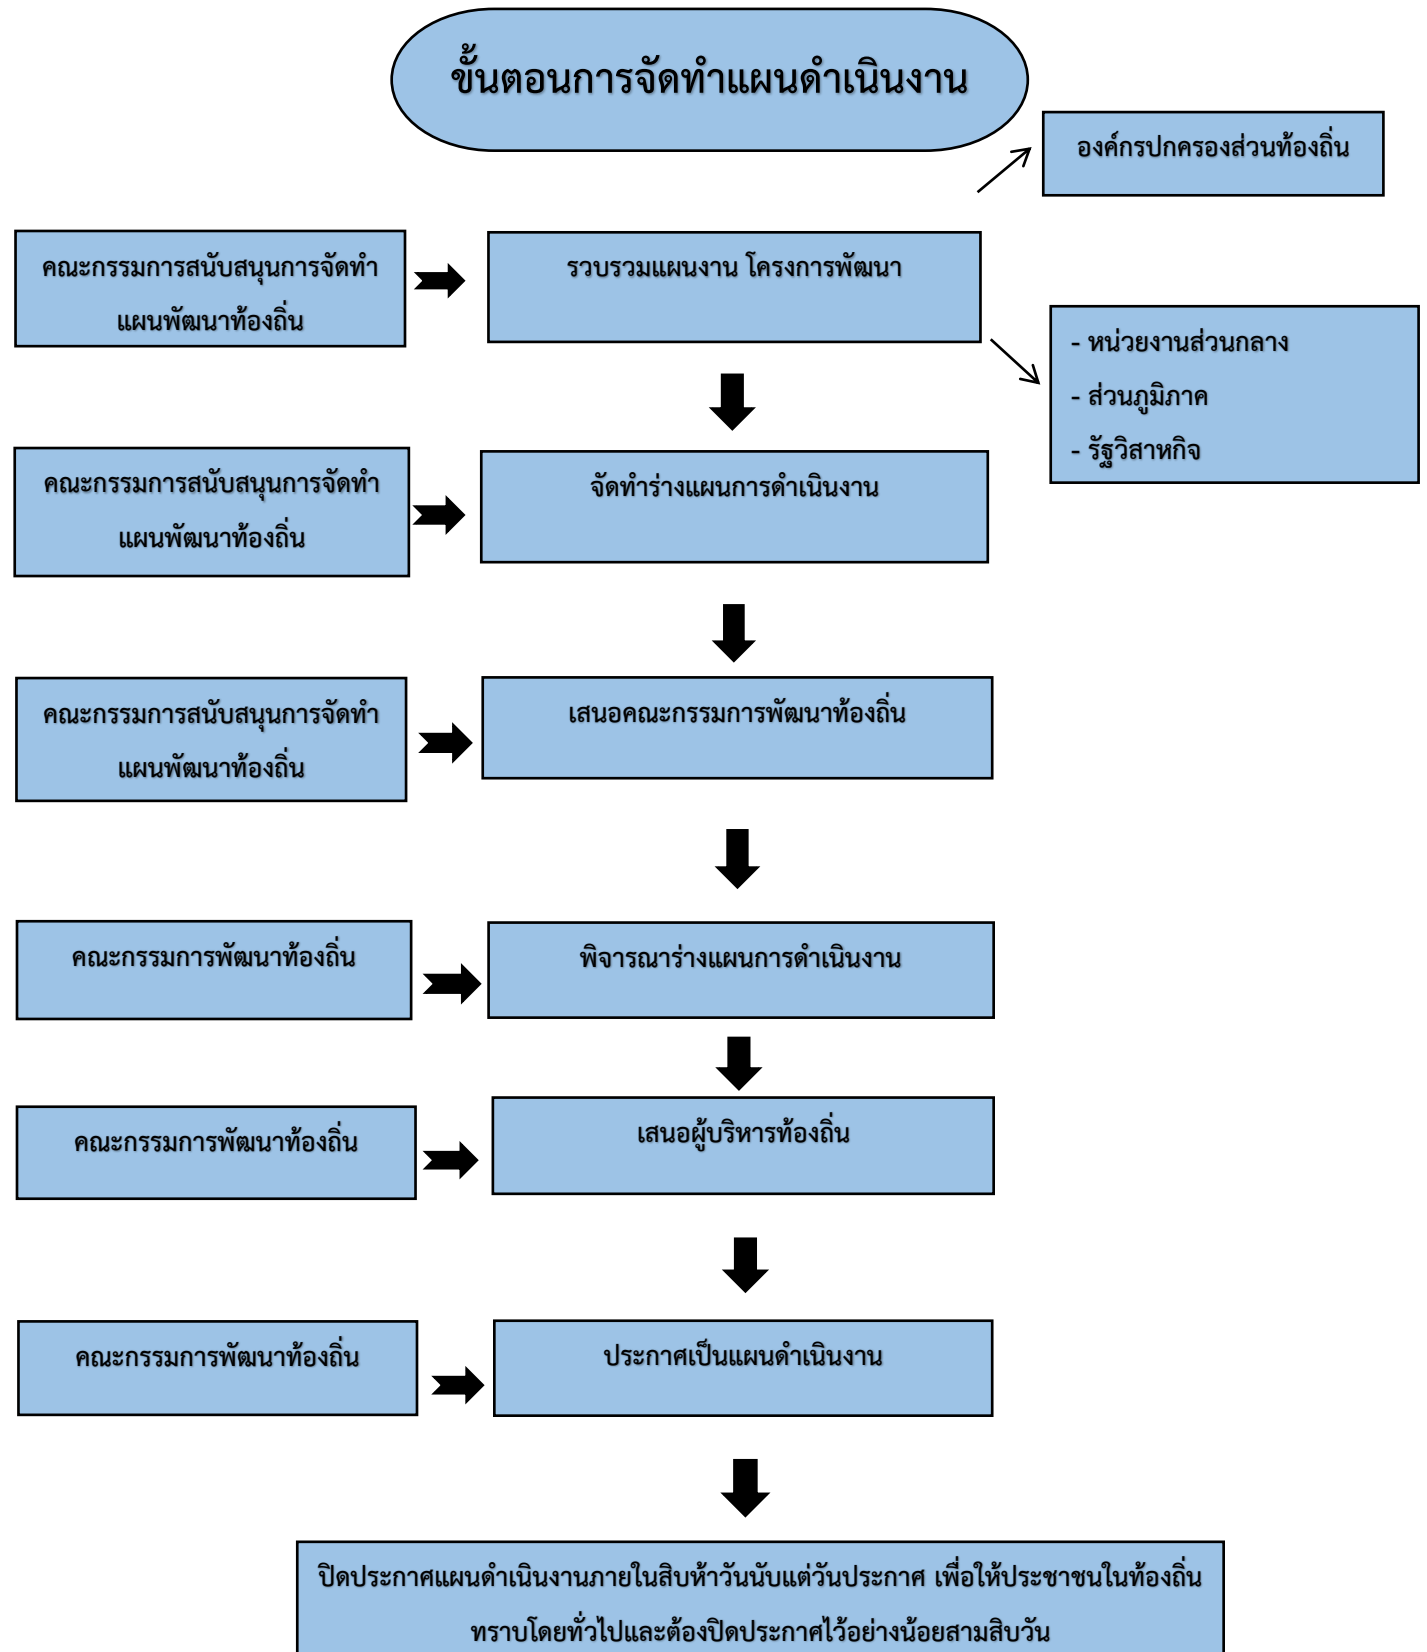 ขั้นตอนการจัดทำแผนดำเนินงาน
องค์กรปกครองส่วนท้องถิ่น
คณะกรรมการสนับสนุนการจัดทำ
แผนพัฒนาท้องถิ่น
รวบรวมแผนงาน โครงการพัฒนา
- หน่วยงานส่วนกลาง
- ส่วนภูมิภาค
- รัฐวิสาหกิจ
คณะกรรมการสนับสนุนการจัดทำ
แผนพัฒนาท้องถิ่น
จัดทำร่างแผนการดำเนินงาน
คณะกรรมการสนับสนุนการจัดทำ
แผนพัฒนาท้องถิ่น
เสนอคณะกรรมการพัฒนาท้องถิ่น
คณะกรรมการพัฒนาท้องถิ่น
พิจารณาร่างแผนการดำเนินงาน
คณะกรรมการพัฒนาท้องถิ่น
เสนอผู้บริหารท้องถิ่น
คณะกรรมการพัฒนาท้องถิ่น
ประกาศเป็นแผนดำเนินงาน
ปิดประกาศแผนดำเนินงานภายในสิบห้าวันนับแต่วันประกาศ เพื่อให้ประชาชนในท้องถิ่น
ทราบโดยทั่วไปและต้องปิดประกาศไว้อย่างน้อยสามสิบวัน